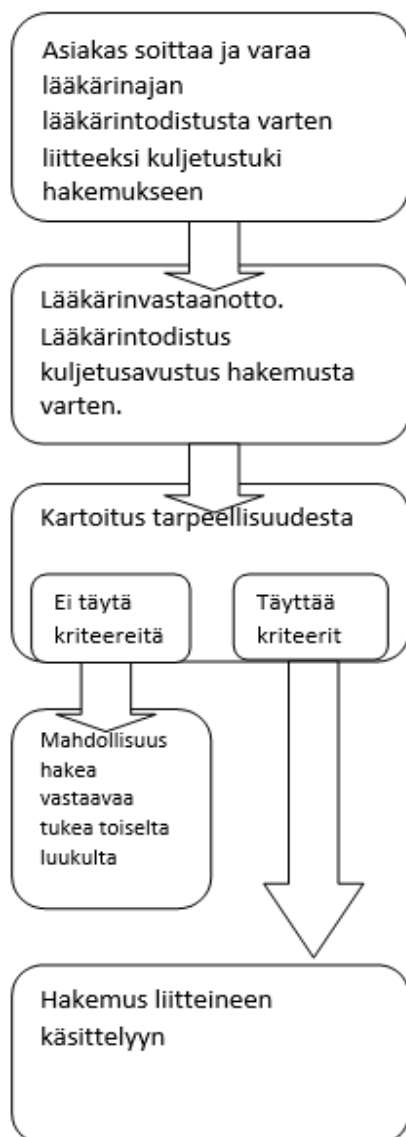 Asiakas soittaa ja varaa
lääkärinajan
lääkärintodistusta varten
liitteeksi kuljetustuki
hakemukseen
Lääkärinvastaanotto.
Lääkärintodistus
kuljetusavustus hakemusta
varten.
Kartoitus tarpeellisuudesta
Ei täytä
kriteereitä
Täyttää
kriteerit
Mahdollisuus
hakea
vastaavaa
tukea toiselta
luukulta
Hakemus liitteineen
käsittelyyn